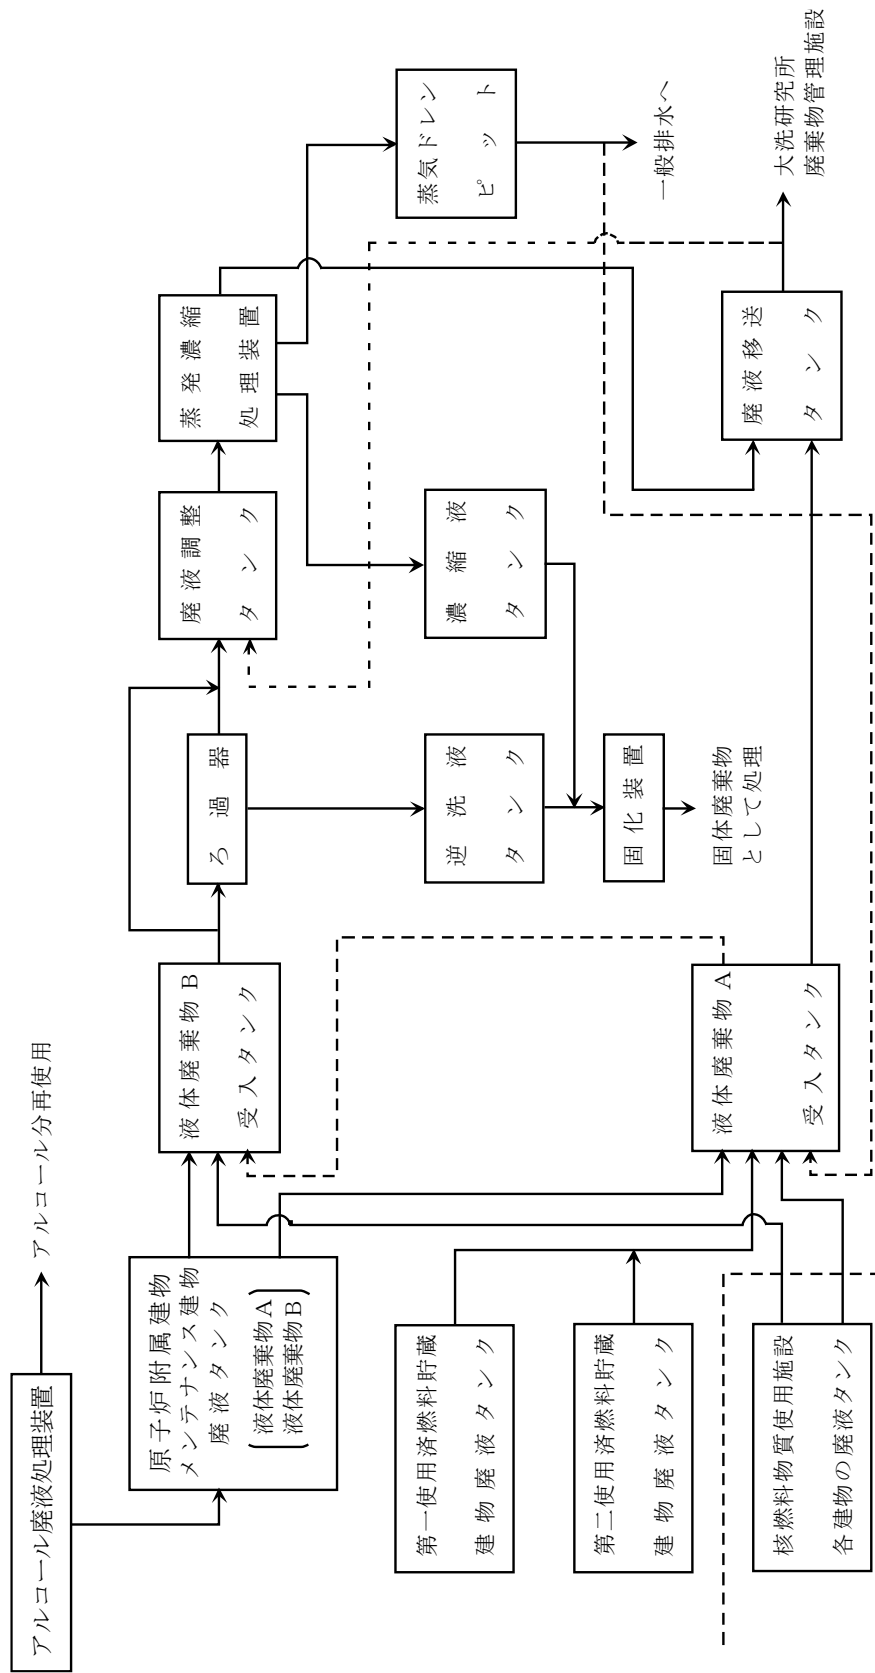 アルコール廃液処理装置
アルコール分再使用
原子炉附属建物
メンテナンス建物
廃液タンク
液体廃棄物A
液体廃棄物B
液体廃棄物B
受入タンク
ろ過器
廃液調整
タンク
蒸発濃縮
処理装置
蒸気ドレン
ピット
一般排水へ
逆洗液
タンク
濃縮液
タンク
固化装置
固体廃棄物
として処理
第一使用済燃料貯蔵
建物廃液タンク
第二使用済燃料貯蔵
建物廃液タンク
核燃料物質使用施設
各建物の廃液タンク
液体廃棄物A
受入タンク
廃液移送
タンク
大洗研究所
廃棄物管理施設